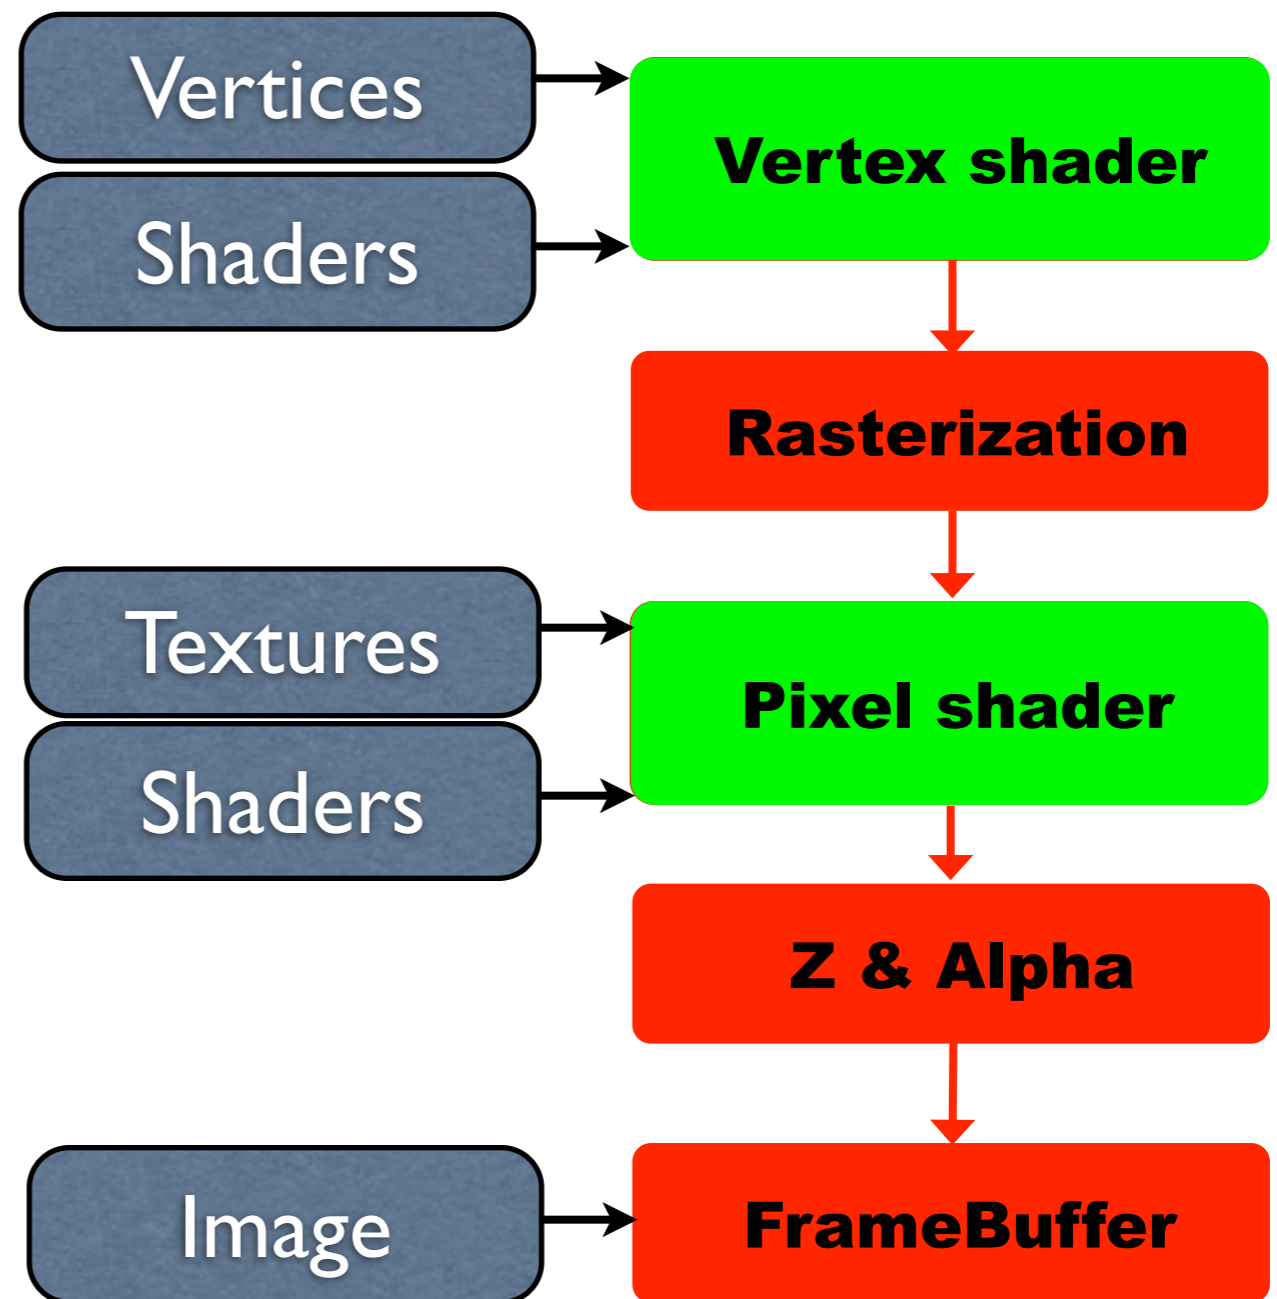 Vertices
Vertex shader
Shaders
Rasterization
Textures
Pixel shader
Shaders
Z & Alpha
Image
FrameBuffer